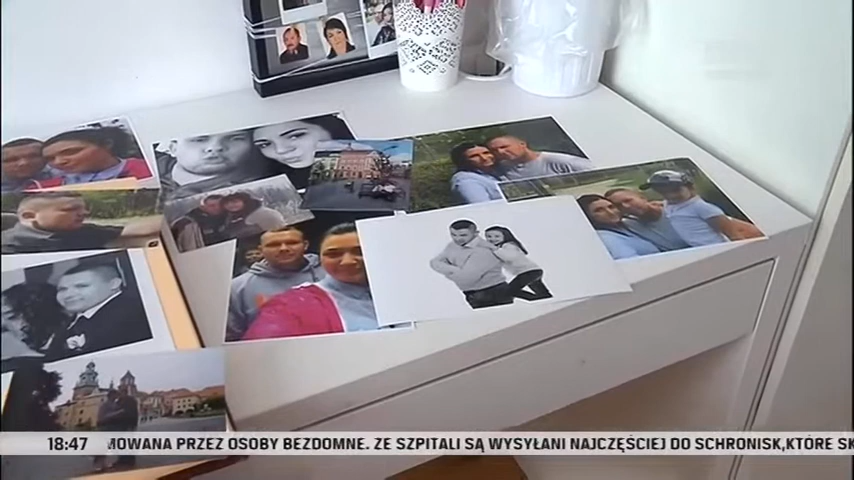 18:47 MOWANA PRZEZ OSOBY BEZDOMNE. ZE SZPITALI SĄ WYSYŁANI NAJCZĘŚCIEJ DO SCHRONISK,KTÓRE SK